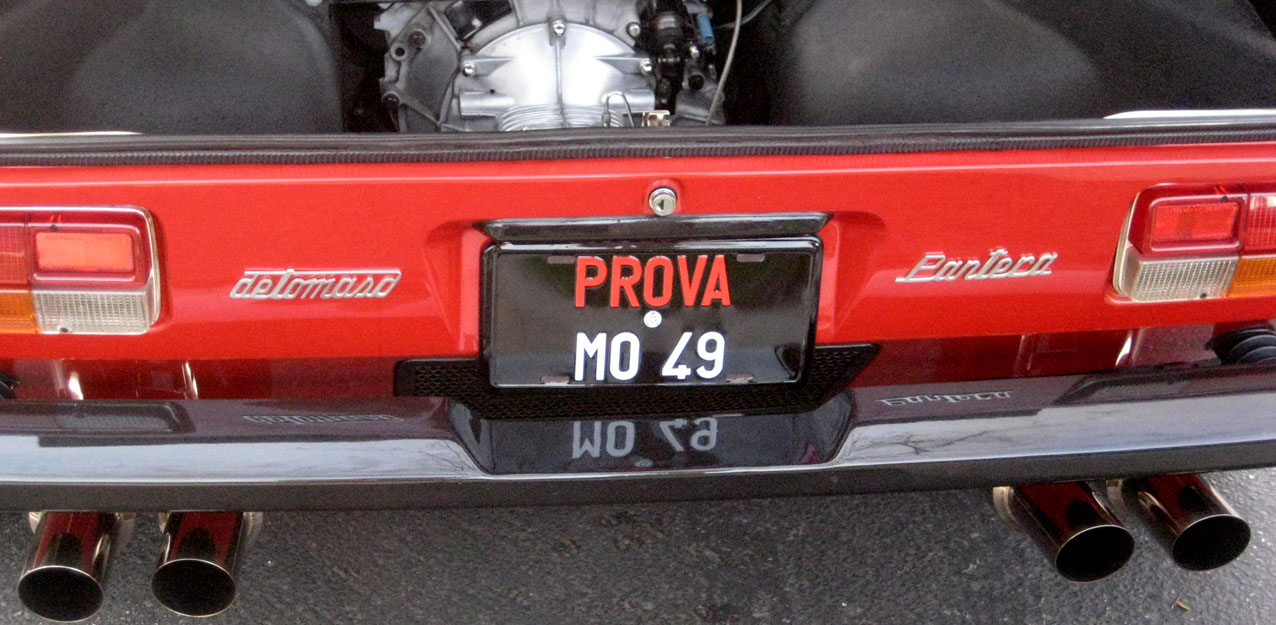 detomaso
Pantera
PROVA
MO 49